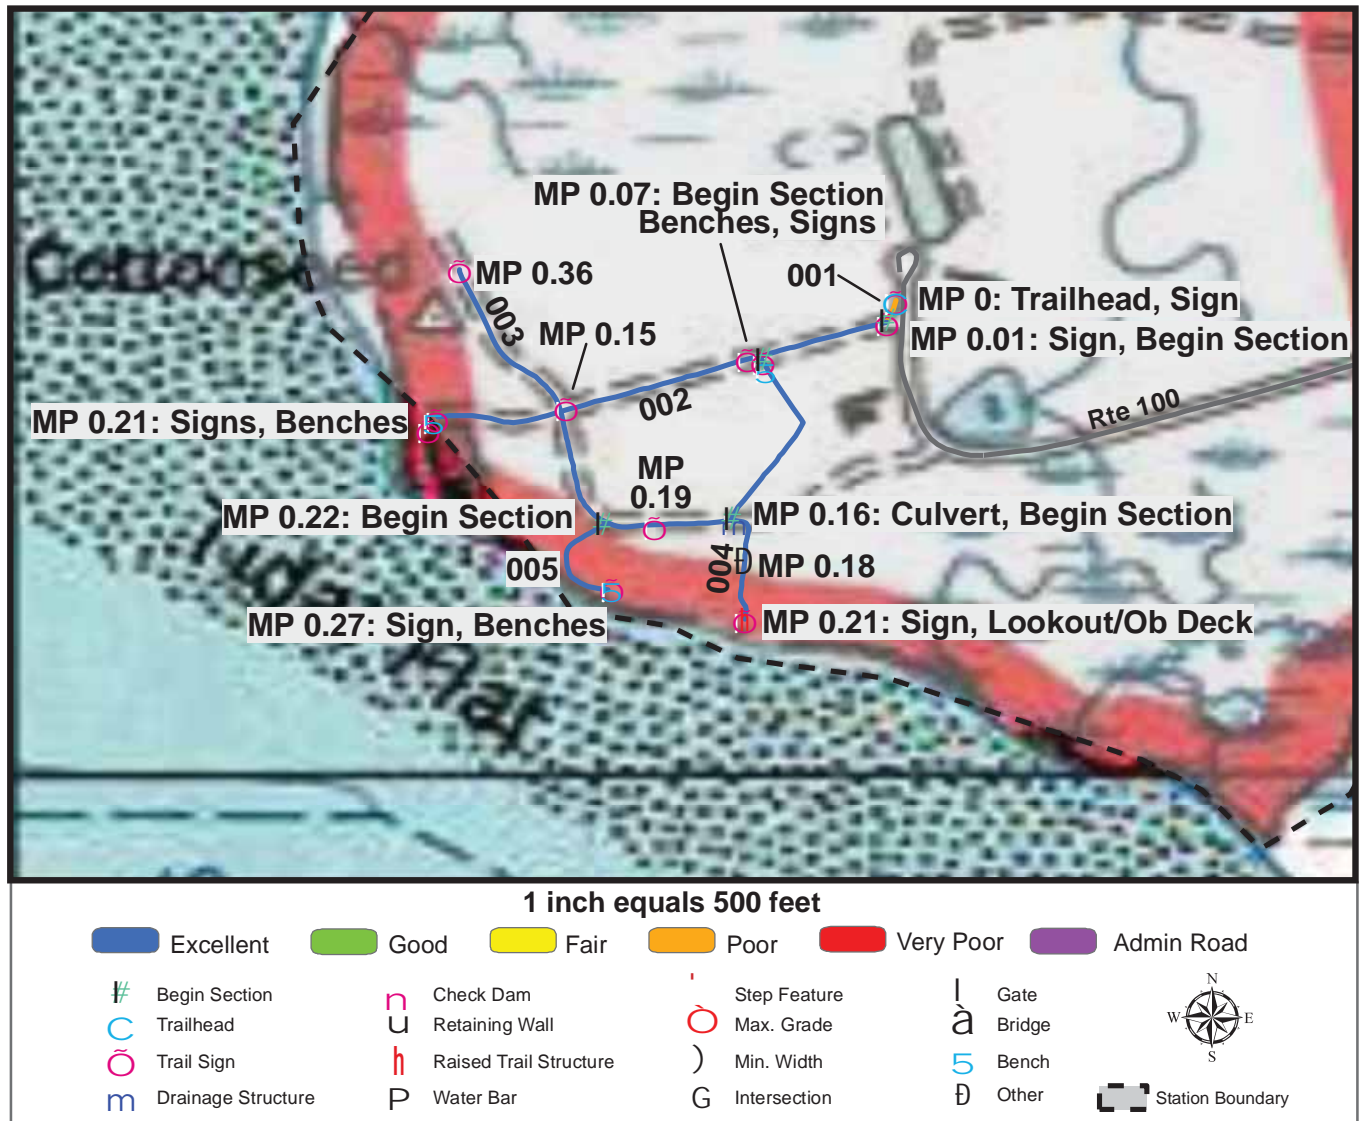 MP 0.07: Begin Section
Benches, Signs
001
MP 0.36
MP 0: Trailhead, Sign
003
MP 0.15
MP 0.01: Sign, Begin Section
002
Rte 100
MP 0.21: Signs, Benches
MP
0.19
MP 0.22: Begin Section
MP 0.16: Culvert, Begin Section
005
004
MP 0.18
MP 0.27: Sign, Benches
MP 0.21: Sign, Lookout/Ob Deck
Flat
1 inch equals 500 feet
Excellent
Good
Fair
Poor
Very Poor
Admin Road
Begin Section
Check Dam
Step Feature
Gate
Trailhead
Retaining Wall
Max. Grade
Bridge
Trail Sign
Raised Trail Structure
Min. Width
Bench
Drainage Structure
Water Bar
Intersection
Other
Station Boundary
N
W
E
S